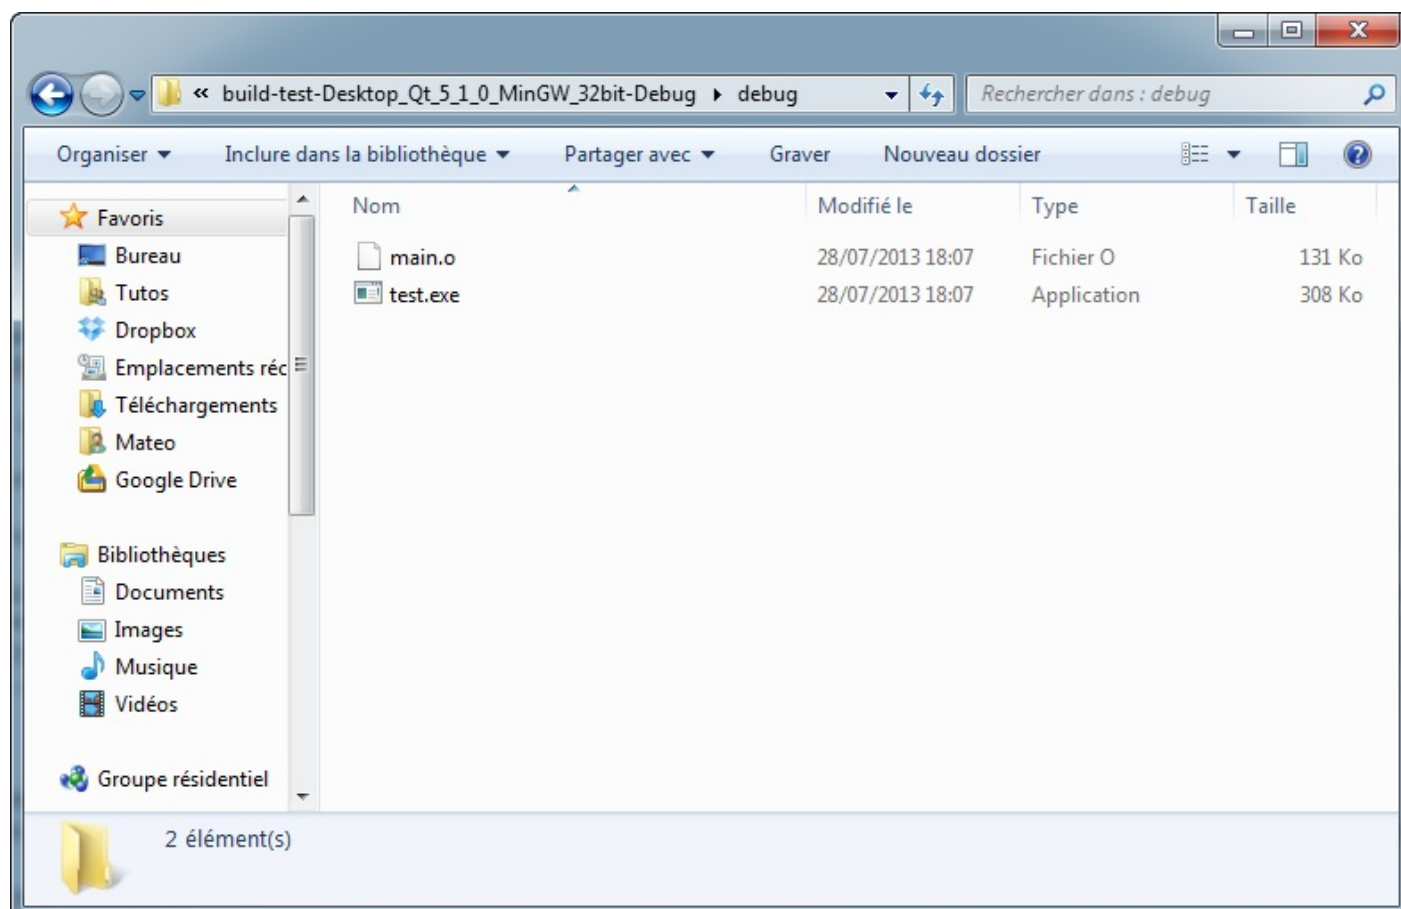 « build-test-Desktop_Qt_5_1_0_MinGW_32bit-Debug debug Rechercher dans : debug
Organiser Inclure dans la bibliothèque Partager avec Graver Nouveau dossier
Nom Modifié le Type Taille
main.o 28/07/2013 18:07 Fichier O 131 Ko
test.exe 28/07/2013 18:07 Application 308 Ko
Favoris
Bureau
Tutos
Dropbox
Emplacements réc
Téléchargements
Mateo
Google Drive
Bibliothèques
Documents
Images
Musique
Vidéos
Groupe résidentiel
2 élément(s)